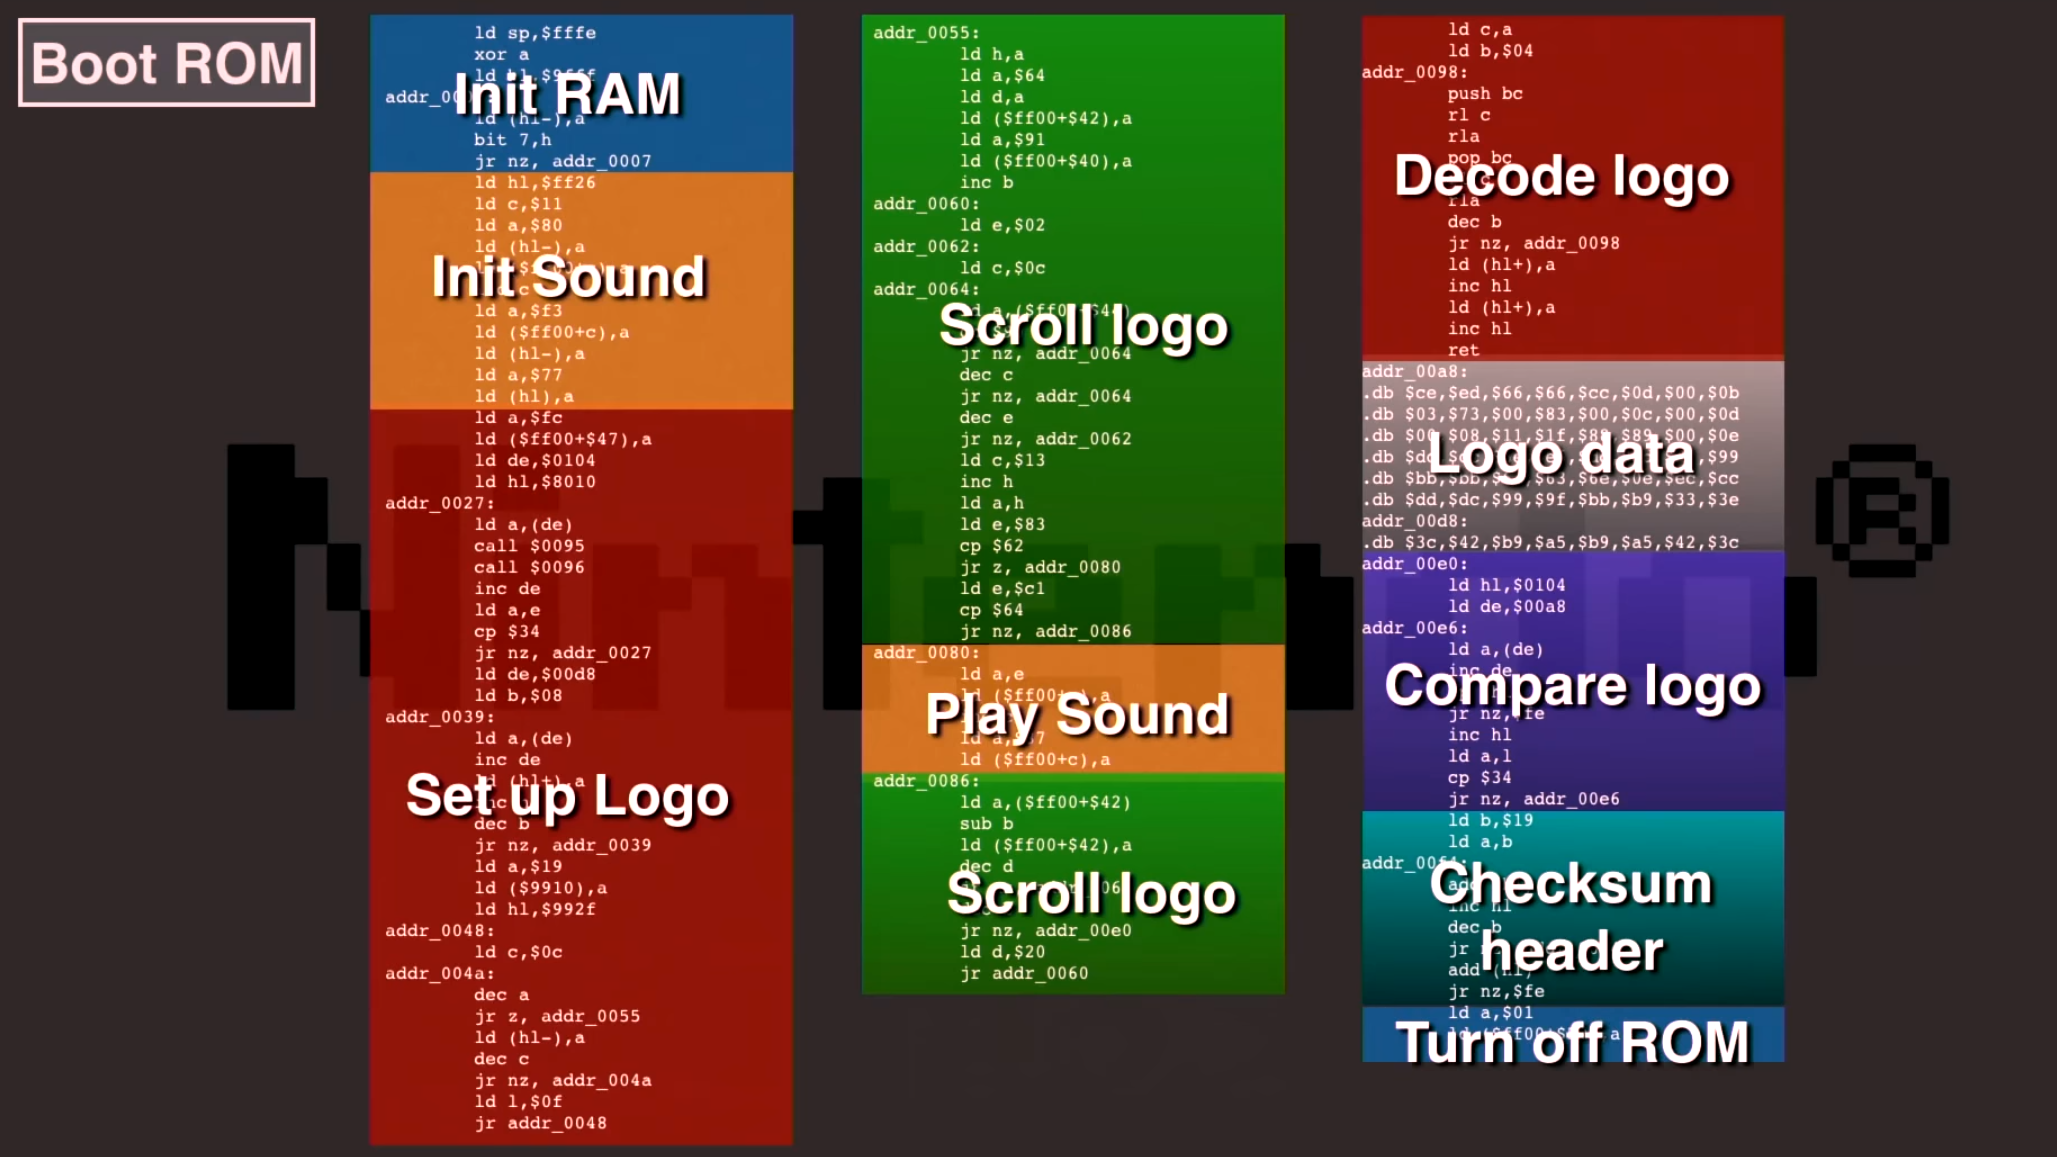 Boot ROM
ld sp,$fffe
xor a
Init RAM
ld (hl-),a
bit 7,h
jr nz, addr_0007
ld hl,$ff26
ld c,$11
ld a,$80
ld (hl-),a
Init Sound
ld a,$f3
ld ($ff00+c),a
ld (hl-),a
ld a,$77
ld (hl),a
ld a,$fc
ld ($ff00+$47),a
ld de,$0104
ld hl,$8010
addr_0027:
ld a,(de)
call $0095
call $0096
inc de
ld a,e
cp $34
jr nz, addr_0027
ld de,$00d8
ld b,$08
addr_0039:
ld a,(de)
inc de
Set up Logo
dec b
jr nz, addr_0039
ld a,$19
ld ($9910),a
ld hl,$992f
addr_0048:
ld c,$0c
addr_004a:
dec a
jr z, addr_0055
ld (hl-),a
dec c
jr nz, addr_004a
ld l,$0f
jr addr_0048
addr_0055:
ld h,a
ld a,$64
ld d,a
ld ($ff00+$42),a
ld a,$91
ld ($ff00+$40),a
inc b
addr_0060:
ld e,$02
addr_0062:
ld c,$0c
addr_0064:
Scroll logo
jr nz, addr_0064
dec c
jr nz, addr_0064
dec e
jr nz, addr_0062
ld c,$13
inc h
ld a,h
ld e,$83
cp $62
jr z, addr_0080
ld e,$c1
cp $64
jr nz, addr_0086
addr_0080:
ld a,e
Play Sound
ld ($ff00+c),a
addr_0086:
ld a,($ff00+$42)
sub b
ld ($ff00+$42),a
dec d
Scroll logo
jr nz, addr_00e0
ld d,$20
jr addr_0060
ld c,a
ld b,$04
addr_0098:
push bc
rl c
rla
pop bc
Decode logo
rla
dec b
jr nz, addr_0098
ld (hl+),a
inc hl
ld (hl+),a
inc hl
ret
addr_00a8:
.db $ce,$ed,$66,$66,$cc,$0d,$00,$0b
.db $03,$73,$00,$83,$00,$0c,$00,$0d
.db $00,$08,$11,$1f,$88,$89,$00,$0e
Logo data
.db $dd,$dc,$99,$9f,$bb,$b9,$33,$3e
addr_00d8:
.db $3c,$42,$b9,$a5,$b9,$a5,$42,$3c
addr_00e0:
ld hl,$0104
ld de,$00a8
addr_00e6:
ld a,(de)
inc de
Compare logo
jr nz,$fe
inc hl
ld a,l
cp $34
jr nz, addr_00e6
ld b,$19
ld a,b
Checksum
inc hl
dec b
header
add (hl)
jr nz,$fe
ld a,$01
Turn off ROM
®